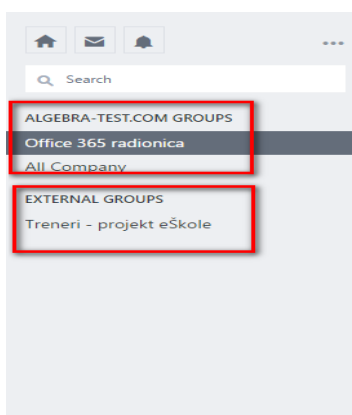 Search
ALGEBRA-TEST.COM GROUPS
Office 365 radionica
All Company
EXTERNAL GROUPS
Treneri - projekt eŠkole